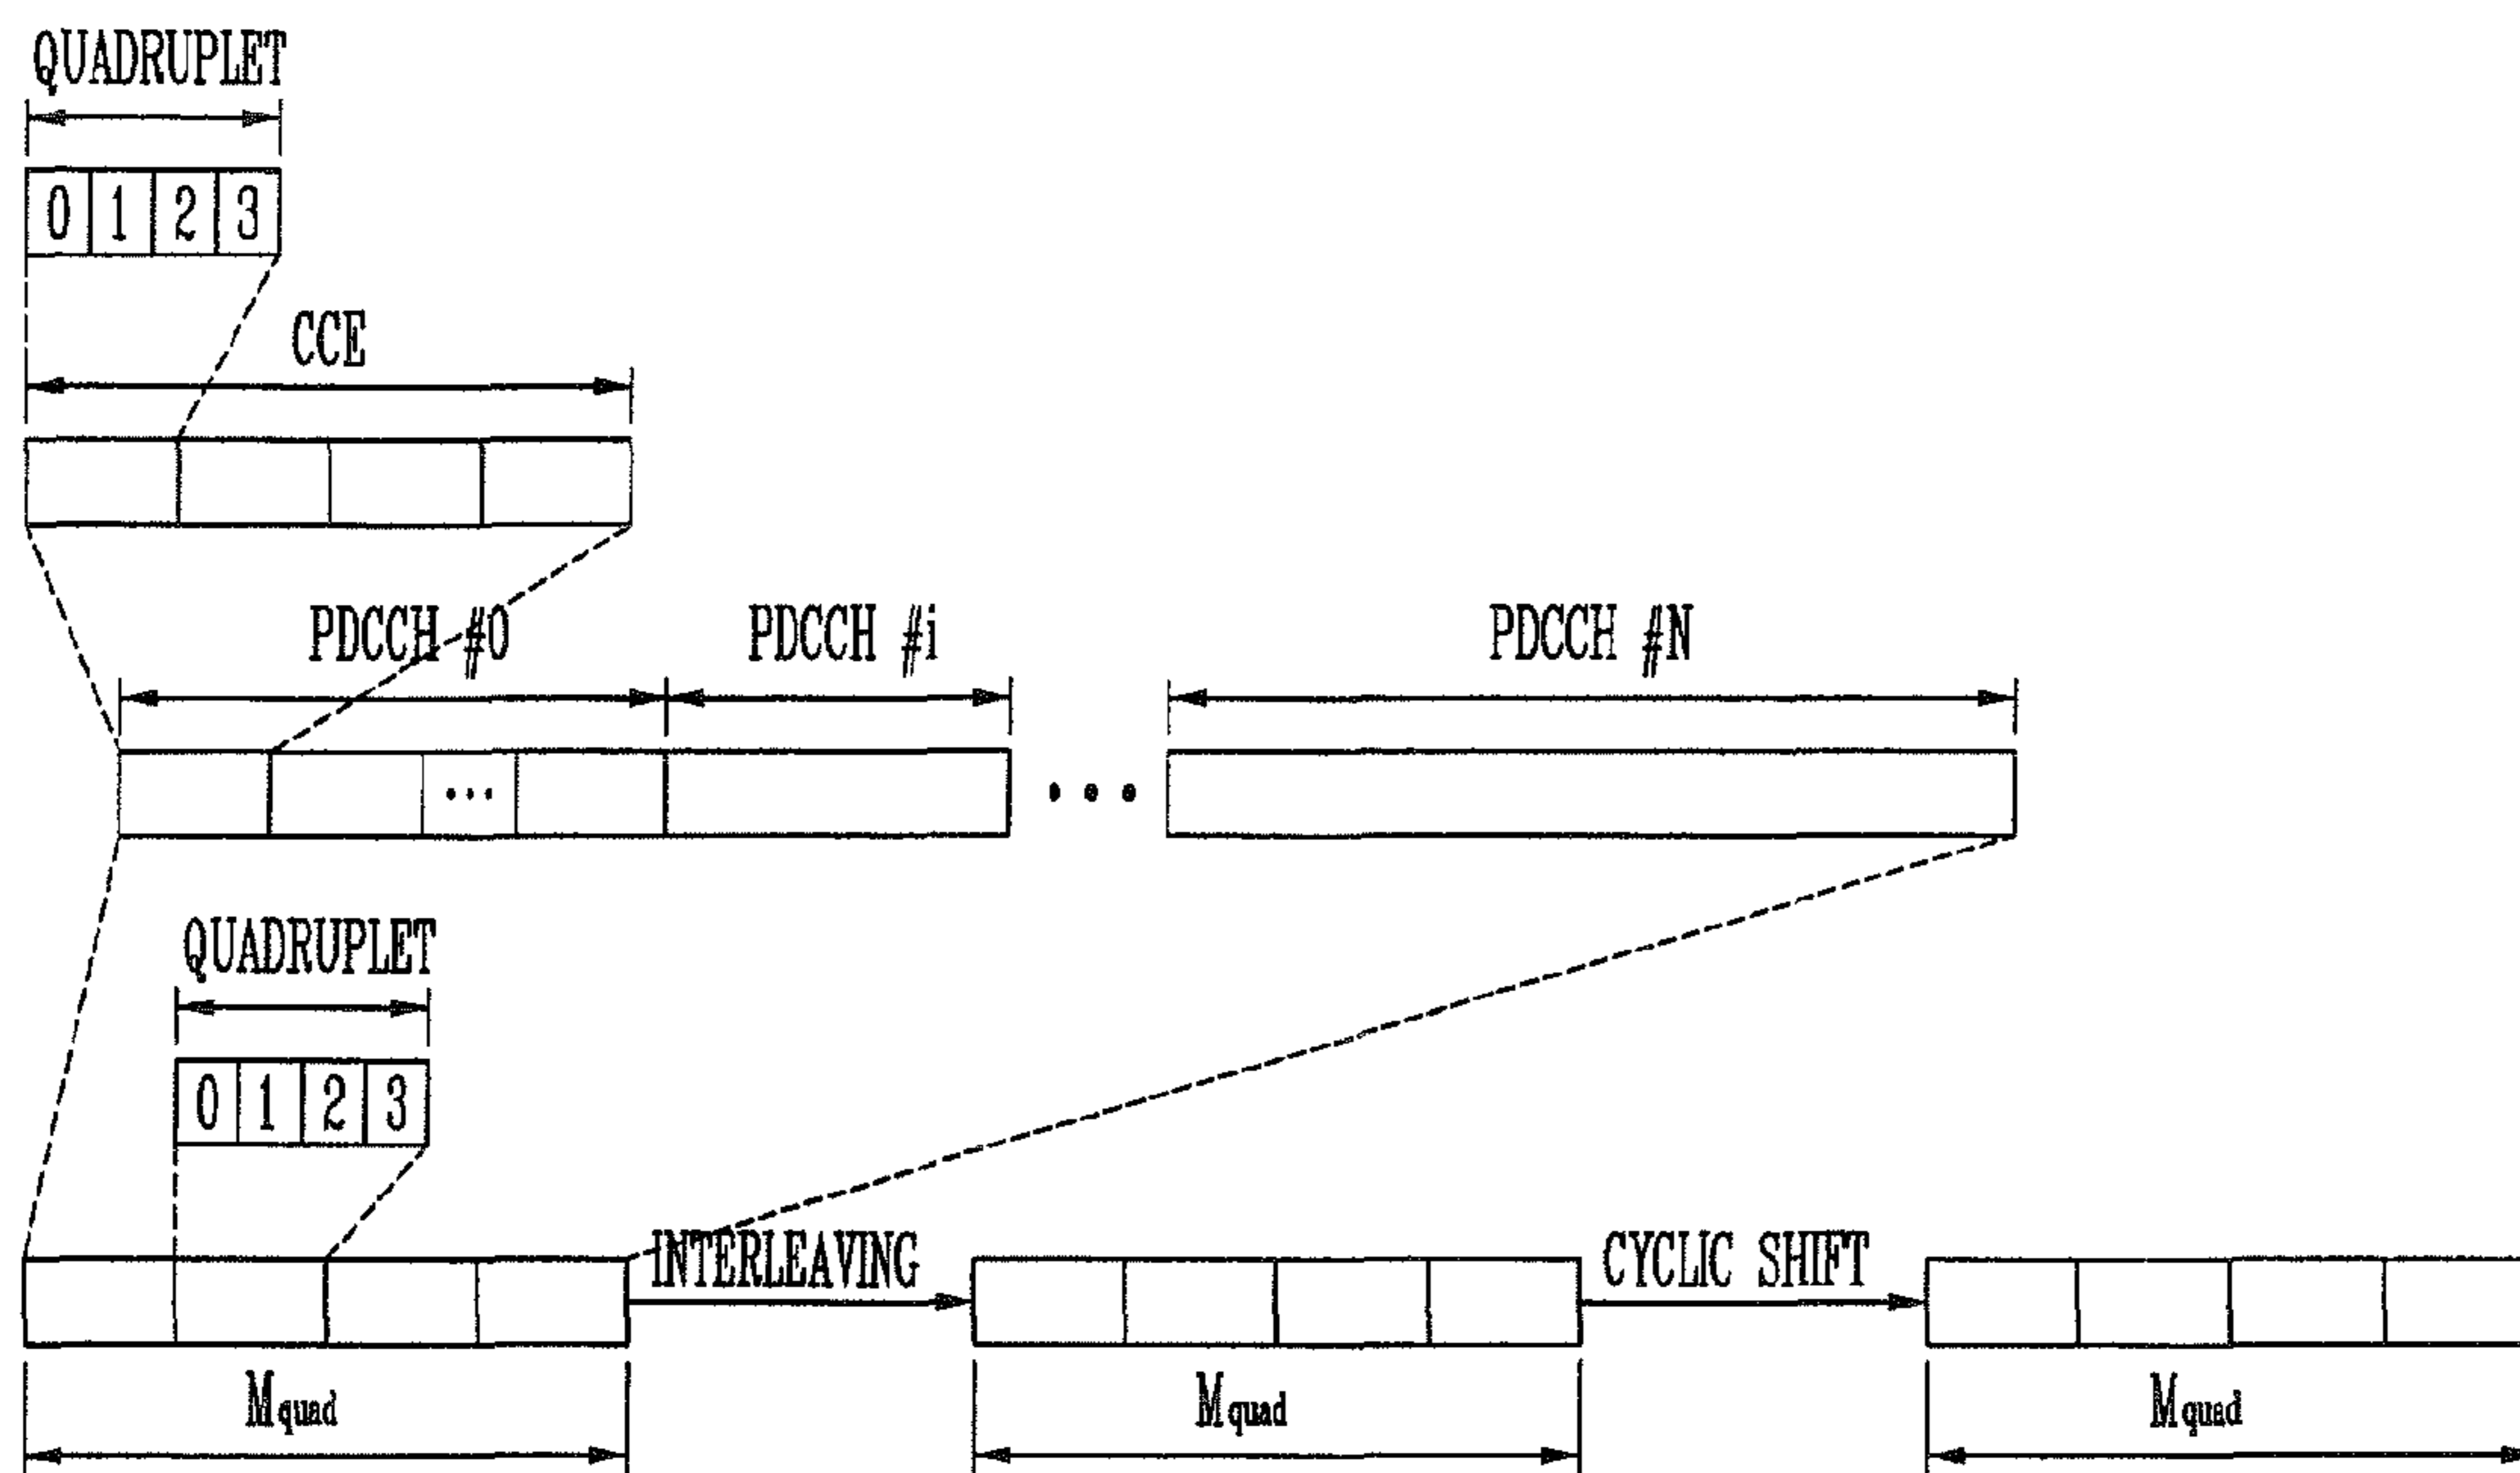 QUADRUPLET
0 1 2 3
CCE
PDCCH #0 PDCCH #i PDCCH #N
...
...
QUADRUPLET
0 1 2 3
INTERLEAVING CYCLIC SHIFT
Mquad Mquad Mquad